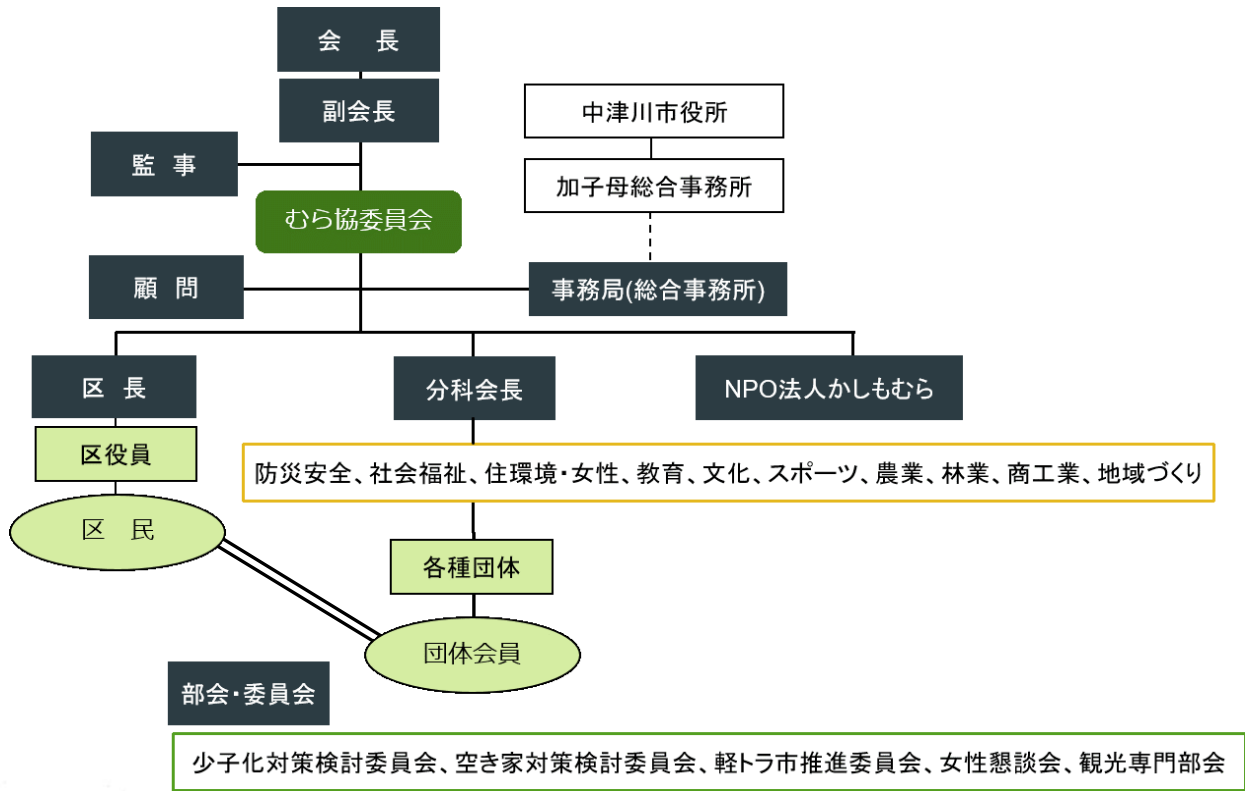 会 長
副会長
中津川市役所
監 事
加子母総合事務所
むら協委員会
顧 問
事務局(総合事務所)
区 長
分科会長
NPO法人かしもむら
区役員
防災安全、社会福祉、住環境・女性、教育、文化、スポーツ、農業、林業、商工業、地域づくり
区 民
各種団体
団体会員
部会・委員会
少子化対策検討委員会、空き家対策検討委員会、軽トラ市推進委員会、女性懇談会、観光専門部会